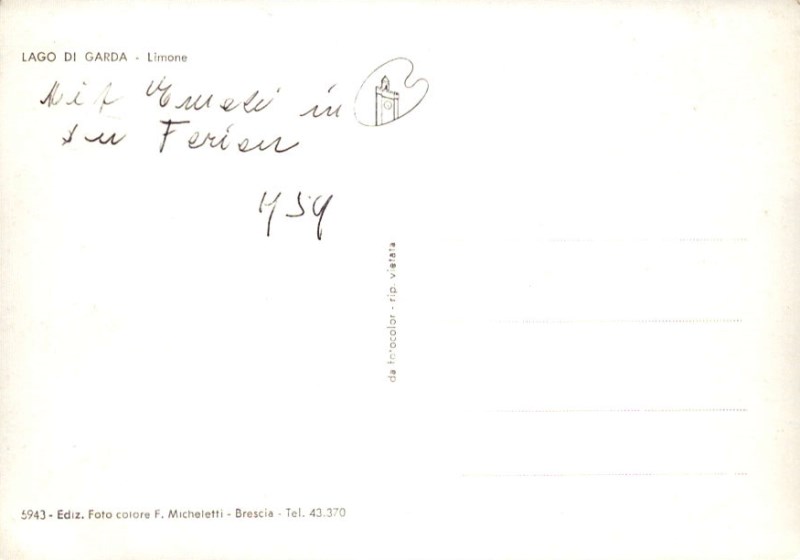 LAGO DI GARDA - Limone
Mit in
den Ferien
1959
da fotocolor - rip. vietata
5943 - Ediz. Foto colore F. Micheletti - Brescia - Tel. 43.370